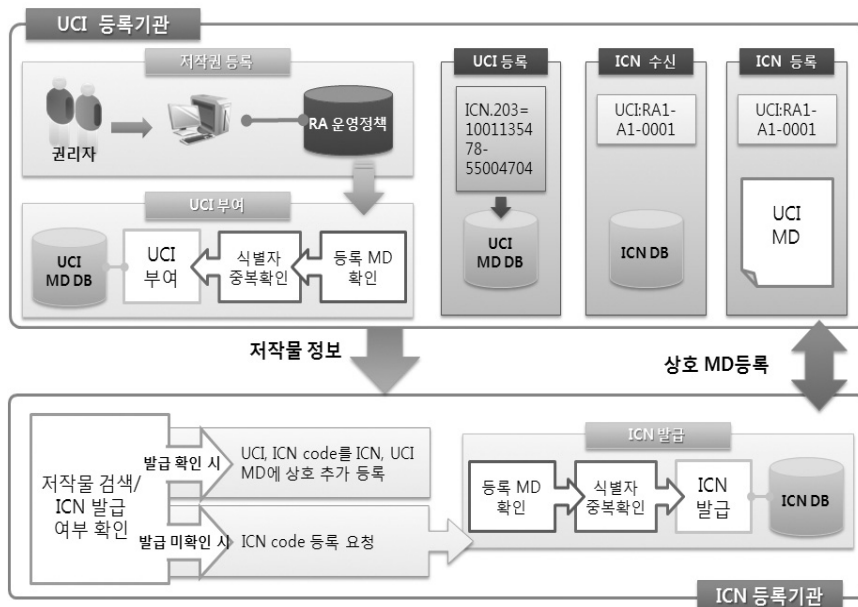 UCI 등록기관
저작권 등록
권리자
RA 운영정책
UCI 부여
UCI
MD DB
UCI
부여
식별자
중복확인
등록 MD
확인
UCI 등록
ICN.203=
10011354
78-
55004704
UCI
MD DB
ICN 수신
UCI:RA1-
A1-0001
ICN DB
ICN 등록
UCI:RA1-
A1-0001
UCI
MD
저작물 정보
상호 MD등록
저작물 검색/
ICN 발급
여부 확인
발급 확인 시
UCI, ICN code를 ICN, UCI
MD에 상호 추가 등록
발급 미확인 시
ICN code 등록 요청
ICN 발급
등록 MD
확인
식별자
중복확인
ICN
발급
ICN DB
ICN 등록기관